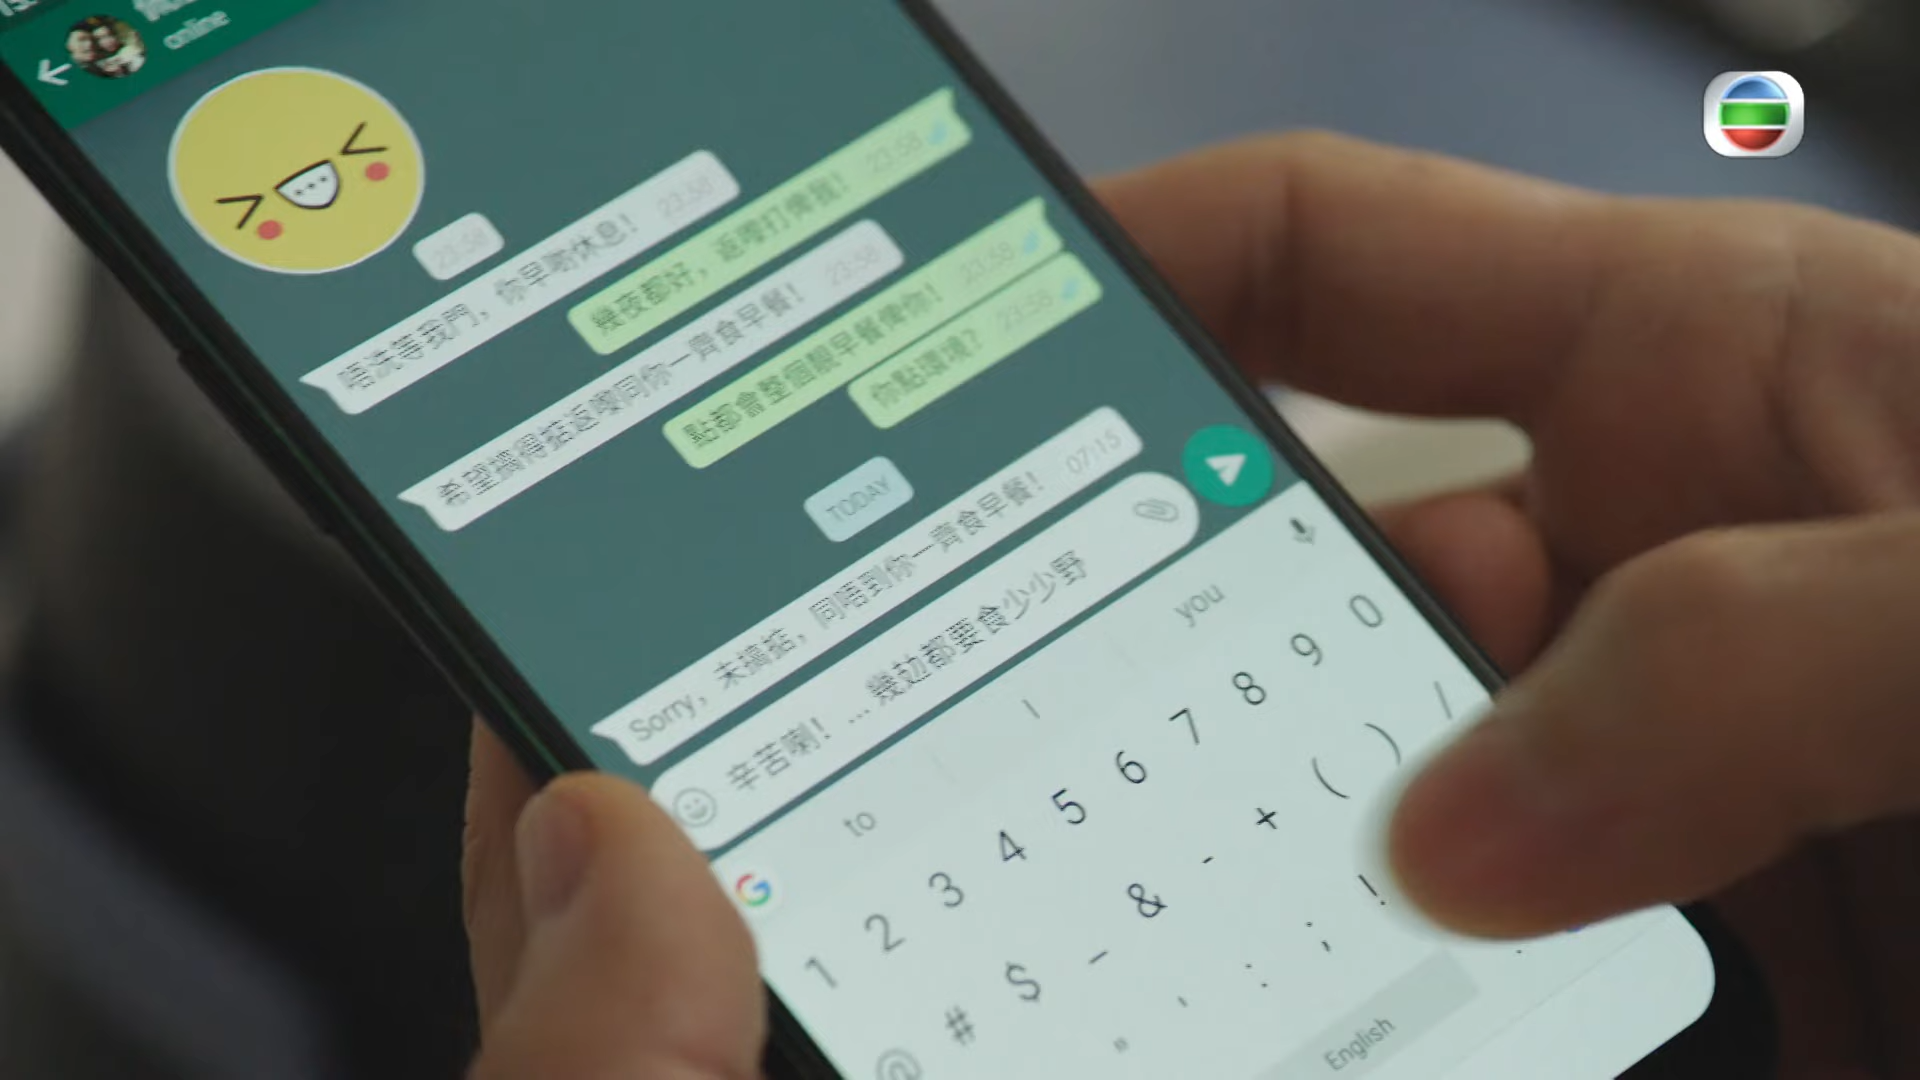 online
23:58
唔洗等我門，你早啲休息！ 23:58
幾夜都好，返嚟打俾我！ 23:58
希望搞得掂返嚟同你一齊食早餐！ 23:58
點都會整個靚早餐俾你！ 23:58
你點環境？ 23:58
TODAY
Sorry，未搞掂，同唔到你一齊食早餐！ 07:15
辛苦喇！ ... 幾攰都要食少少野
to
I
you
1 2 3 4 5 6 7 8 9 0
@ # $ _ & - + ( ) /
" ' : ; !
English